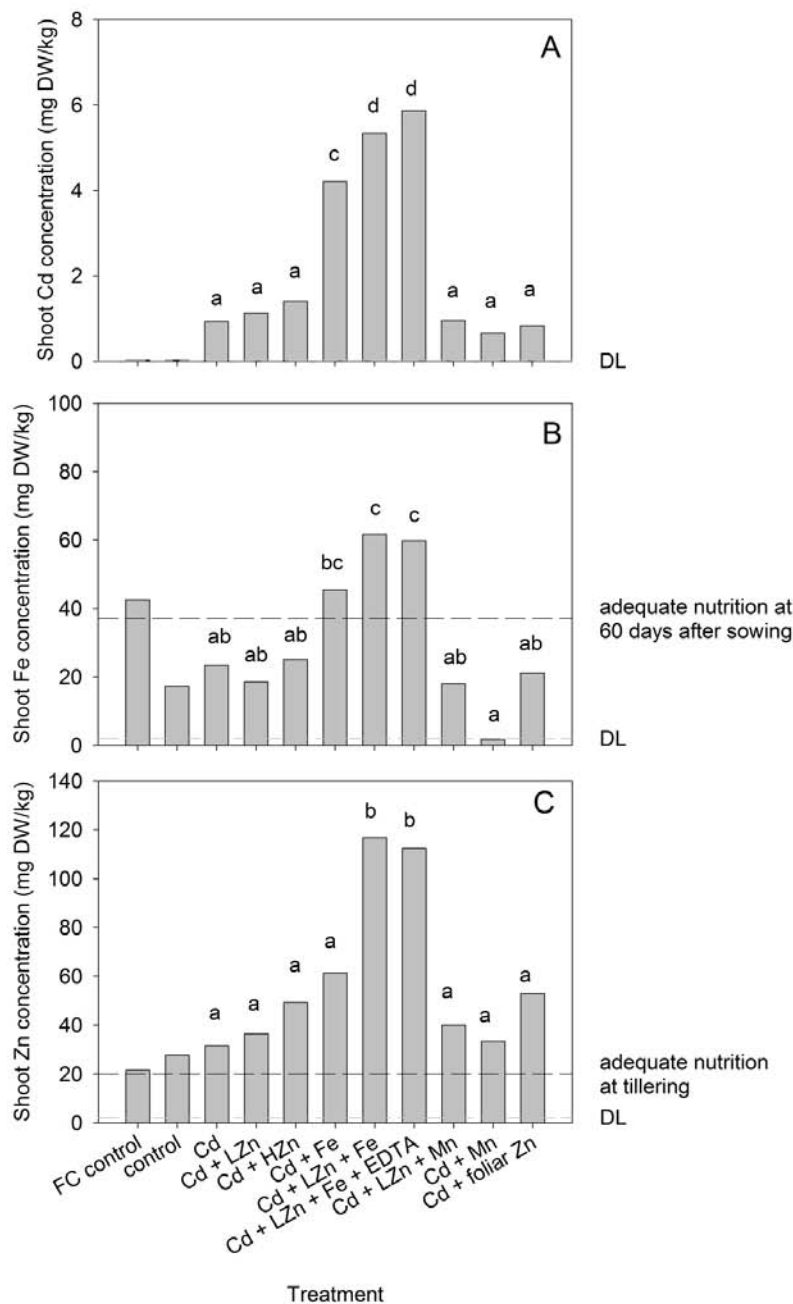 A
Shoot Cd concentration (mg DW/kg)
8
6
4
2
0
a
a
a
c
d
d
a
a
a
DL
B
Shoot Fe concentration (mg DW/kg)
100
80
60
40
20
0
ab
ab
ab
bc
c
c
ab
a
ab
adequate nutrition at
60 days after sowing
DL
C
Shoot Zn concentration (mg DW/kg)
140
120
100
80
60
40
20
0
a
a
a
a
b
b
a
a
a
adequate nutrition
at tillering
DL
FC control
control
Cd
Cd + LZn
Cd + HZn
Cd + Fe
Cd + LZn + Fe
Cd + LZn + Fe + EDTA
Cd + LZn + Mn
Cd + Mn
Cd + foliar Zn
Treatment